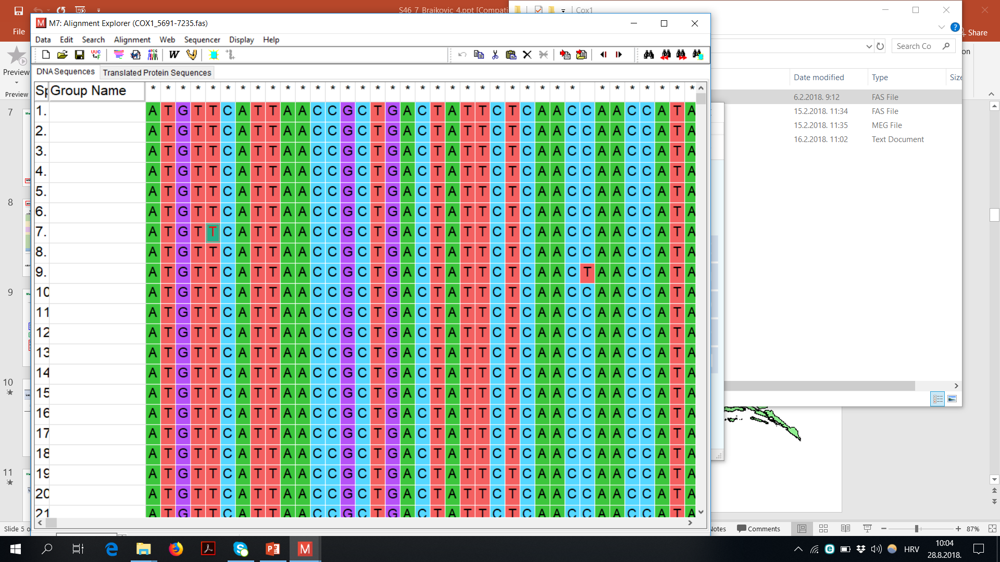 S46_7_Brajkovic_4.ppt [Compati
Cox1
M7: Alignment Explorer (COX1_5691-7235.fas)
File
Share
Data Edit Search Alignment Web Sequencer Display Help
Search Co
on
Preview
DNA Sequences Translated Protein Sequences
Date modified Type Size
Preview
Sp Group Name * * * * * * * * * * * * * * * * * * * * * * * * * * * * * * * * * * * *
6.2.2018. 9:12 FAS File
15.2.2018. 11:34 FAS File
15.2.2018. 11:35 MEG File
16.2.2018. 11:02 Text Document
1. A T G T T C A T T A A C C G C T G A C T A T T C T C A A C C A A C C A T A
2. A T G T T C A T T A A C C G C T G A C T A T T C T C A A C C A A C C A T A
3. A T G T T C A T T A A C C G C T G A C T A T T C T C A A C C A A C C A T A
4. A T G T T C A T T A A C C G C T G A C T A T T C T C A A C C A A C C A T A
5. A T G T T C A T T A A C C G C T G A C T A T T C T C A A C C A A C C A T A
6. A T G T T C A T T A A C C G C T G A C T A T T C T C A A C C A A C C A T A
7. A T G T T C A T T A A C C G C T G A C T A T T C T C A A C C A A C C A T A
8. A T G T T C A T T A A C C G C T G A C T A T T C T C A A C C A A C C A T A
9. A T G T T C A T T A A C C G C T G A C T A T T C T C A A C T A A C C A T A
10 A T G T T C A T T A A C C G C T G A C T A T T C T C A A C C A A C C A T A
11 A T G T T C A T T A A C C G C T G A C T A T T C T C A A C C A A C C A T A
12 A T G T T C A T T A A C C G C T G A C T A T T C T C A A C C A A C C A T A
13 A T G T T C A T T A A C C G C T G A C T A T T C T C A A C C A A C C A T A
14 A T G T T C A T T A A C C G C T G A C T A T T C T C A A C C A A C C A T A
15 A T G T T C A T T A A C C G C T G A C T A T T C T C A A C C A A C C A T A
16 A T G T T C A T T A A C C G C T G A C T A T T C T C A A C C A A C C A T A
17 A T G T T C A T T A A C C G C T G A C T A T T C T C A A C C A A C C A T A
18 A T G T T C A T T A A C C G C T G A C T A T T C T C A A C C A A C C A T A
19 A T G T T C A T T A A C C G C T G A C T A T T C T C A A C C A A C C A T A
20 A T G T T C A T T A A C C G C T G A C T A T T C T C A A C C A A C C A T A
21 A T G T T C A T T A A C C G C T G A C T A T T C T C A A C C A A C C A T A
7
8
9
10
11
Slide 5 o
Notes Comments 87%
HRV
10:04
28.8.2018.